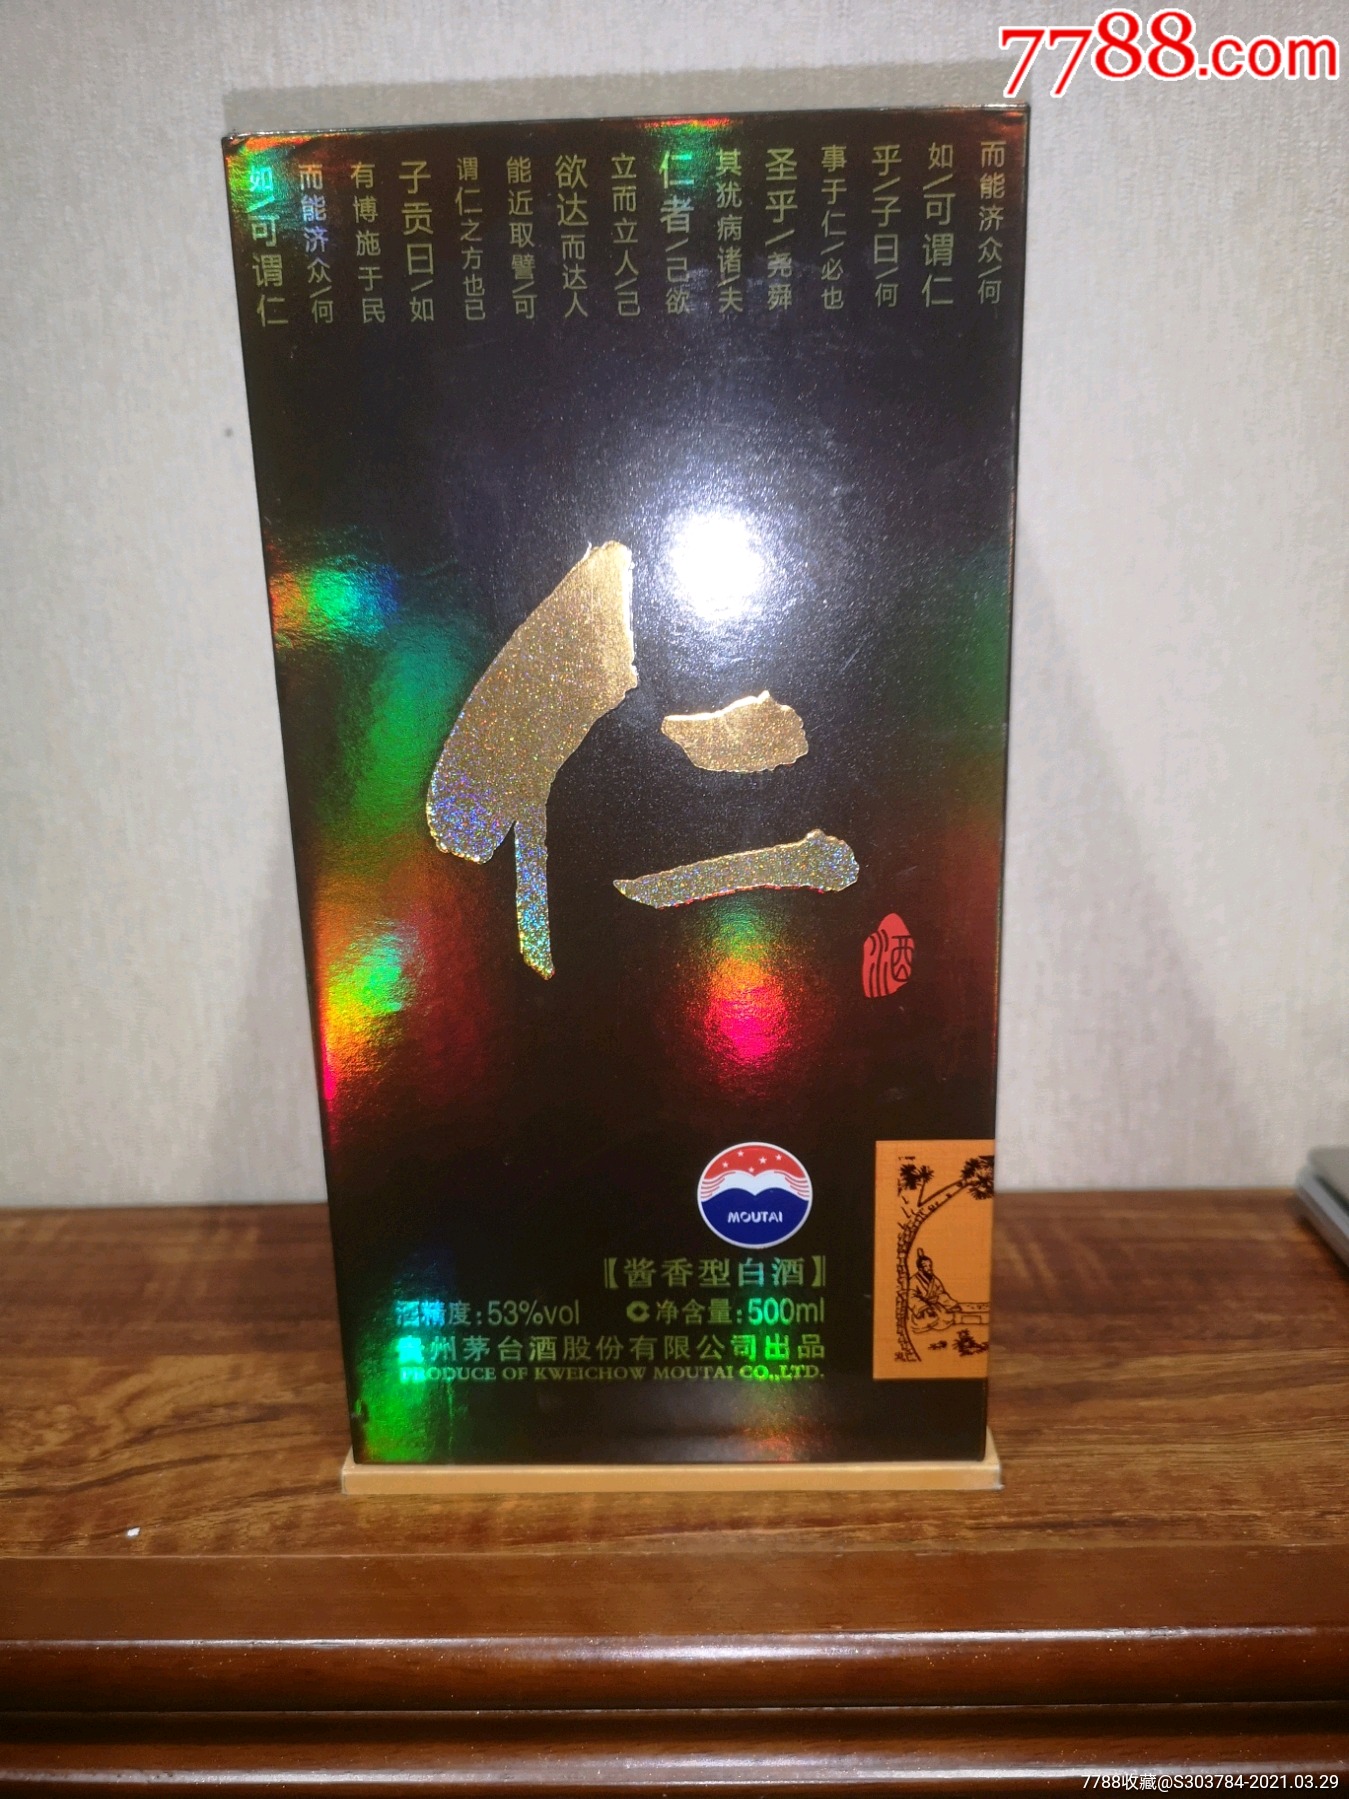 7788.com
而能济众/何
如/可谓仁
乎/子曰/何
事于仁/必也
圣乎/尧舜
其犹病诸/夫
仁者/己欲
立而立人/己
欲达而达人
能近取譬/可
谓仁之方也已
子贡曰/如
有博施于民
而能济众/何
如/可谓仁
仁
酒
MOUTAI
【酱香型白酒】
酒精度:53%vol C净含量:500ml
贵州茅台酒股份有限公司出品
PRODUCE OF KWEICHOW MOUTAI CO.,LTD.
7788收藏@S303784-2021.03.29